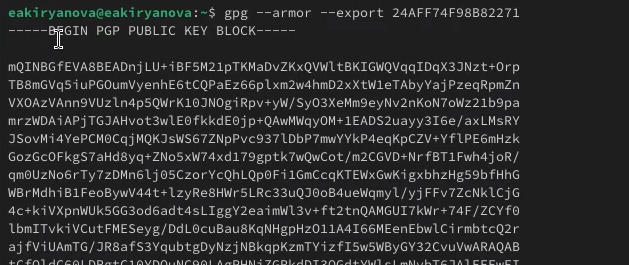 eakiryanova@eakiryanova:~$ gpg --armor --export 24AFF74F98B82271
-----BEGIN PGP PUBLIC KEY BLOCK-----
mQINBGfEVA8BEADnjLU+iBF5M21pTKMaDvZKxQVWltBKIGWQVqqIDqX3JNzt+Orp
TB8mGVq5iuPGOumVyenhE6tCQPaEz66plxm2w4hmD2xXtW1eTAbyYajPzeqRpmZn
VXOAzVAnn9VUzln4p5QWrK10JNOgiRpv+yW/SyO3XeMm9eyNv2nKoN7oWz21b9pa
mrzWDAiAPjTGJAHvot3wlE0fkkdE0jp+QAwMWqyOM+1EADS2uayy3I6e/axLMsRY
JSovMi4YePCM0CqjMQKJsWS67ZNpPvc937lDbP7mwYYkP4eqKpCZV+YflPE6mHzk
GozGcOFkgS7aHd8yq+ZNo5xW74xd179gptk7wQwCot/m2CGVD+NrfBT1Fwh4joR/
qm0UzNo6rTy7zDMn6lj05CzorYcQhLQp0Fi1GmCcqKTEWxGwKigxbhzHg59bfHhG
WBrMdhiB1FeoBywV44t+lzyRe8HWr5LRc33uQJ0oB4ueWqmyl/yjFFv7ZcNklCjG
4c+kiVXpnWUk5GG3od6adt4sLIggY2eaimWl3v+ft2tnQAMGUI7kWr+74F/ZCYf0
lbmITvkiVCutFMESeyg/DdL0cuBau8KqNHgpHzO11A4I66MEenEbwlCirmbtcQ2r
ajfViUAmTG/JR8afS3YqubtgDyNzjNBkqpKzmTYizfI5w5WByGY32CvuVwARAQAB